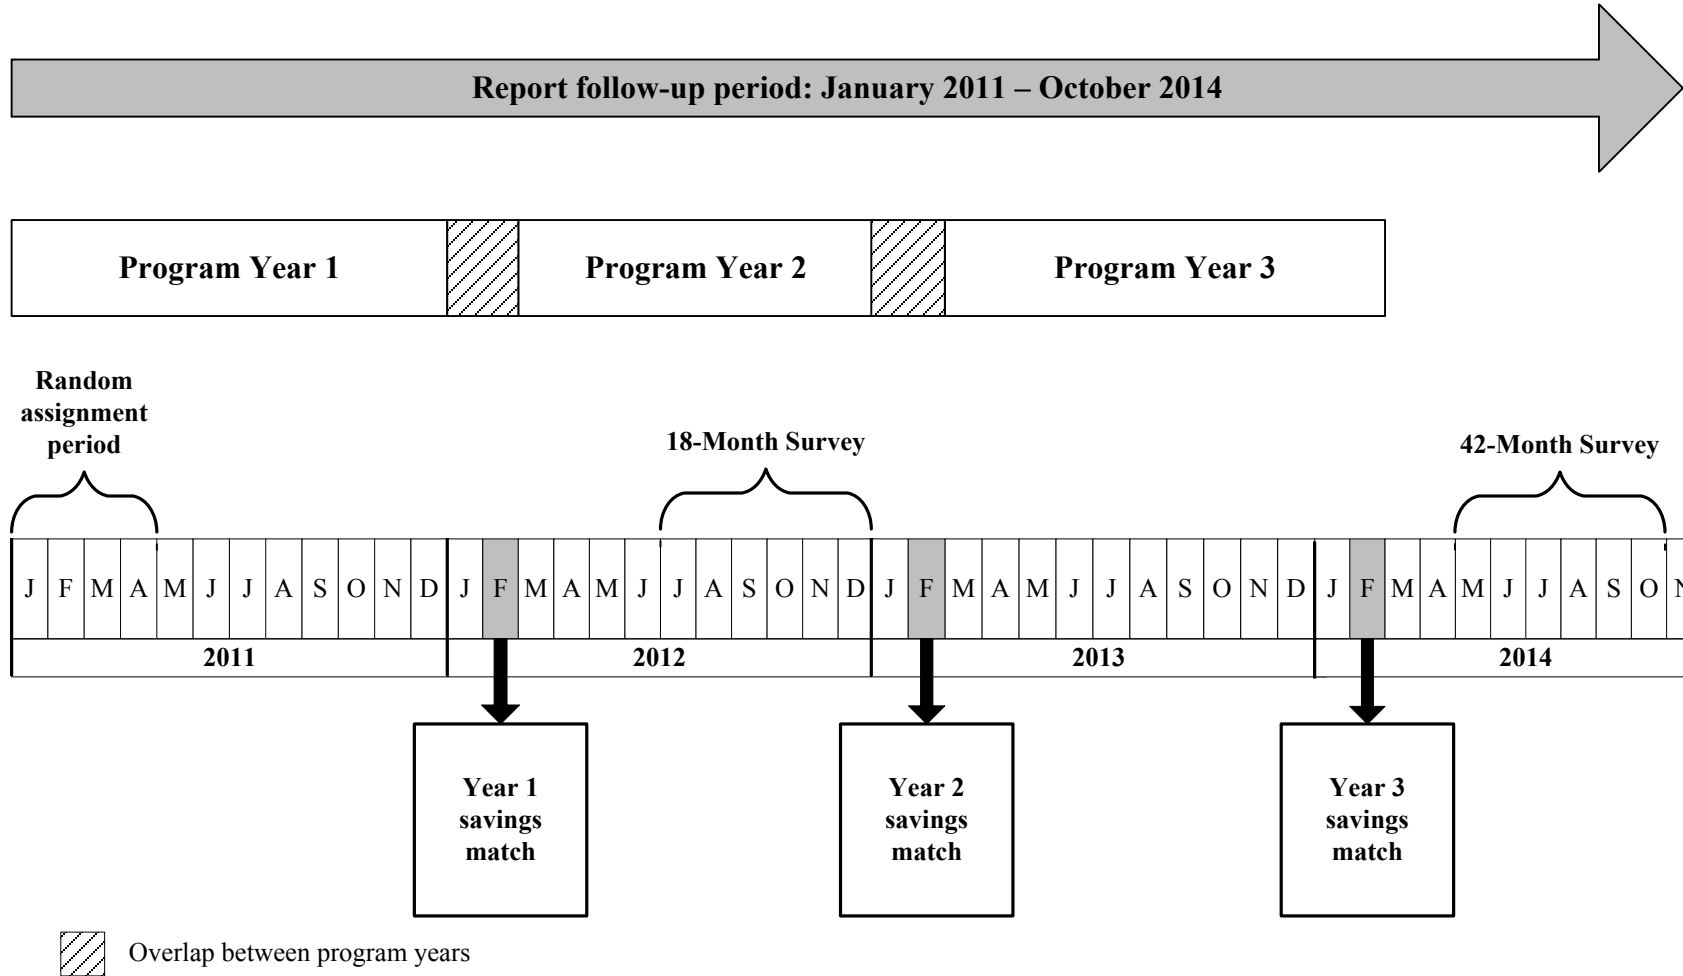 Report follow-up period: January 2011 – October 2014
Program Year 1 Program Year 2 Program Year 3
Random
assignment
period
18-Month Survey
42-Month Survey
J F M A M J J A S O N D J F M A M J J A S O N D J F M A M J J A S O N D J F M A M J J A S O N
2011 2012 2013 2014
Year 1
savings
match
Year 2
savings
match
Year 3
savings
match
Overlap between program years